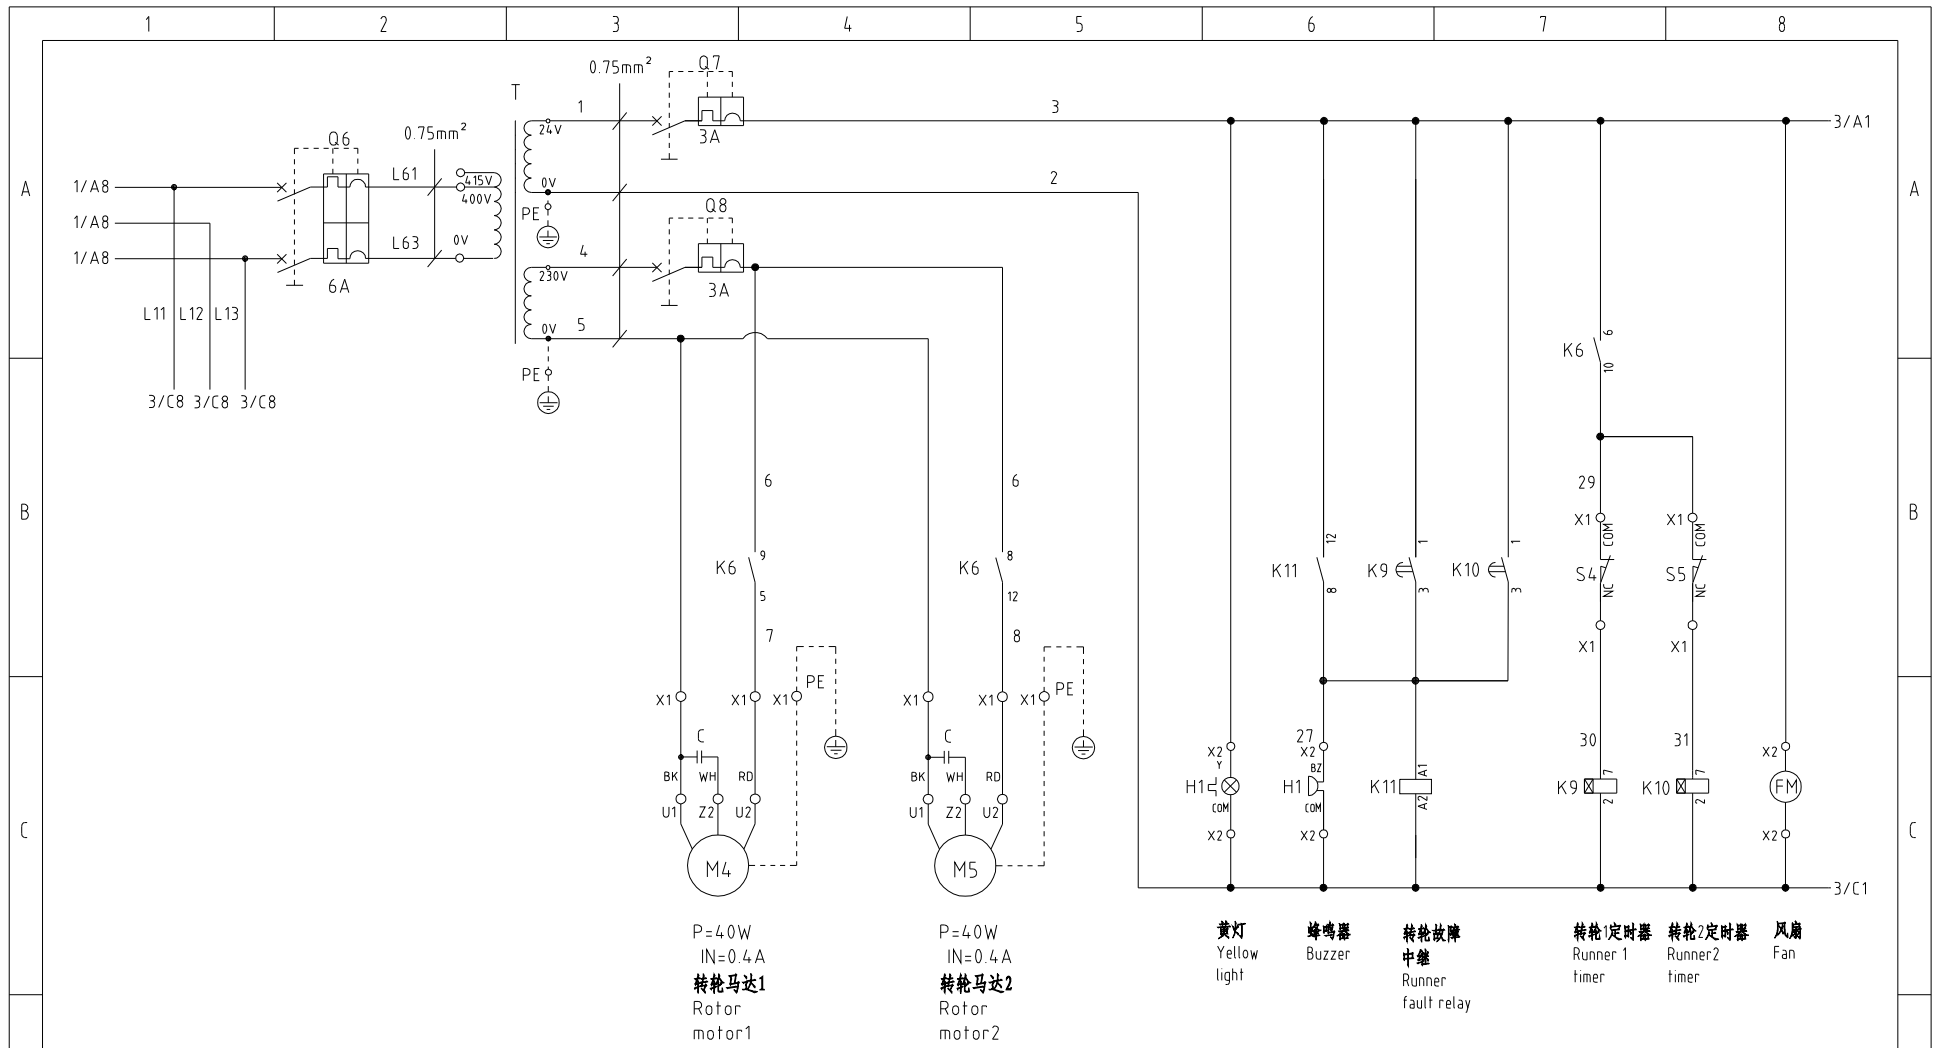 1 2 3 4 5 6 7 8
0.75mm² Q7
T
1 3
24V 3A 3/A1
0.75mm²
Q6
A 1/A8 L61 415V 0V 2 A
400V
1/A8 PE Q8
1/A8 L63 0V 4
230V
6A 3A
L11 L12 L13 0V 5
K6 6
10
PE
3/C8 3/C8 3/C8
6 6 29
B B
X1 COM X1 COM
12 1 1
K6 9 K6 8 K11 K9 K10 S4 S5
5 12 8 3 3 NC NC
7 8 X1 X1
PE PE
X1 X1 X1 X1 X1 X1
C C 27 30 31
X2 X2 X2
Y BZ A1 7 7
BK WH RD BK WH RD
H1 H1 K11 K9 K10 FM
COM COM A2 2 2
U1 Z2 U2 U1 Z2 U2
C X2 X2 X2 C
M4 M5
3/C1
P=40W P=40W
IN=0.4A IN=0.4A
转轮马达1 转轮马达2
Rotor Rotor
motor1 motor2
黄灯
Yellow
light
蜂鸣器
Buzzer
转轮故障
中继
Runner
fault relay
转轮1定时器
Runner 1
timer
转轮2定时器
Runner2
timer
风扇
Fan